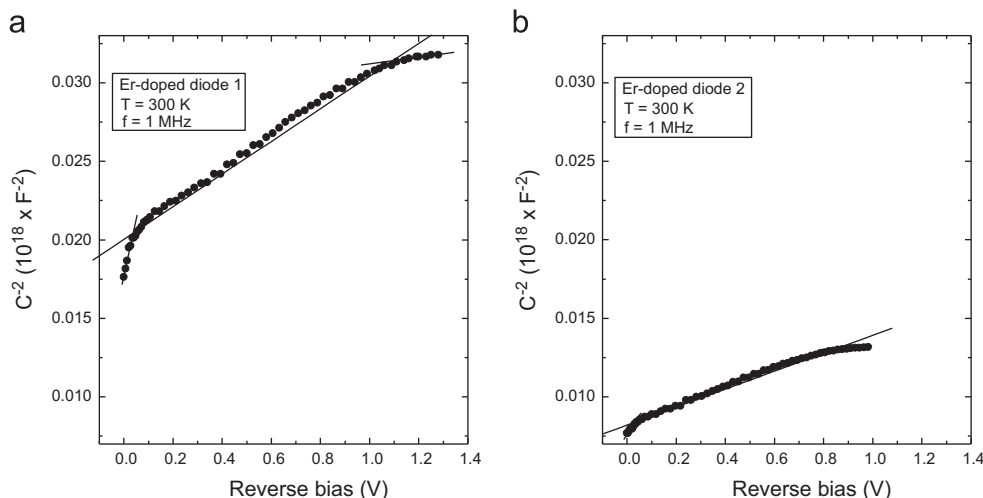 a
Er-doped diode 1
T = 300 K
f = 1 MHz
C⁻² (10¹⁸ x F⁻²)
0.030
0.025
0.020
0.015
0.010
0.0 0.2 0.4 0.6 0.8 1.0 1.2 1.4
Reverse bias (V)
b
Er-doped diode 2
T = 300 K
f = 1 MHz
C⁻² (10¹⁸ x F⁻²)
0.030
0.025
0.020
0.015
0.010
0.0 0.2 0.4 0.6 0.8 1.0 1.2 1.4
Reverse bias (V)